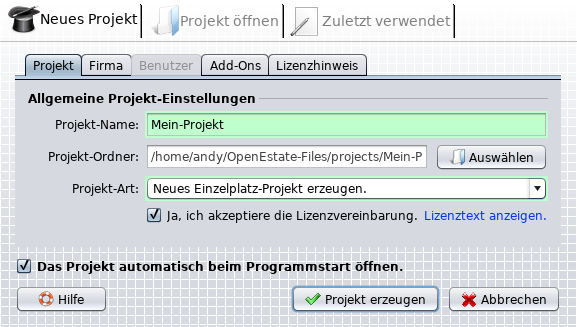 Neues Projekt Projekt öffnen Zuletzt verwendet
Projekt Firma Benutzer Add-Ons Lizenzhinweis
Allgemeine Projekt-Einstellungen
Projekt-Name: Mein-Projekt
Projekt-Ordner: /home/andy/OpenEstate-Files/projects/Mein-P Auswählen
Projekt-Art: Neues Einzelplatz-Projekt erzeugen.
Ja, ich akzeptiere die Lizenzvereinbarung. Lizenztext anzeigen.
Das Projekt automatisch beim Programmstart öffnen.
Hilfe Projekt erzeugen Abbrechen